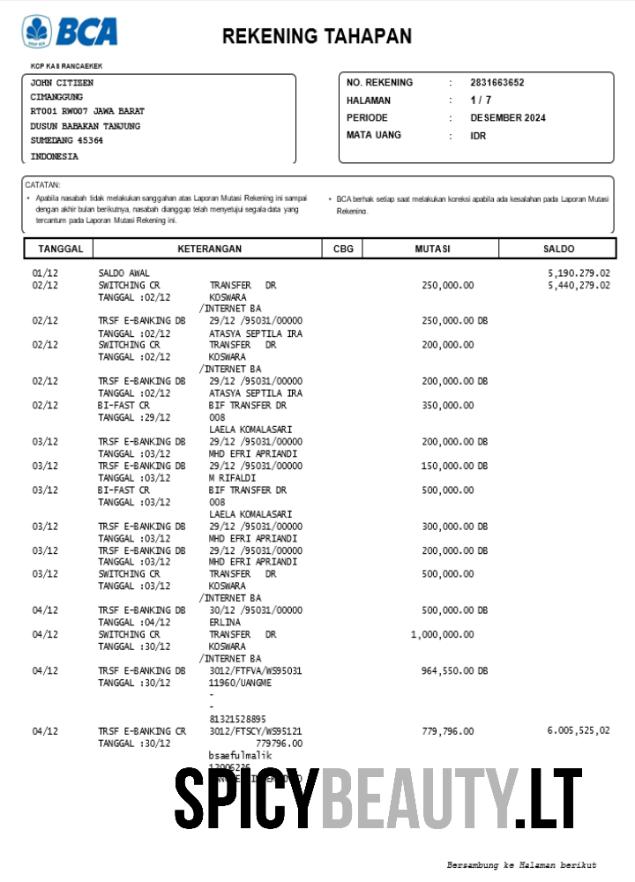 BCA
REKENING TAHAPAN
KCP KAS RANCAEKEK
JOHN CITIZEN
CIMANGGUNG
RT001 RW007 JAWA BARAT
DUSUN BABAKAN TANJUNG
SUMEDANG 45364
INDONESIA
NO. REKENING : 2831663652
HALAMAN : 1 / 7
PERIODE : DESEMBER 2024
MATA UANG : IDR
CATATAN:
• Apabila nasabah tidak melakukan sanggahan atas Laporan Mutasi Rekening ini sampai
dengan akhir bulan berikutnya, nasabah dianggap telah menyetujui segala data yang
tercantum pada Laporan Mutasi Rekening ini.
• BCA berhak setiap saat melakukan koreksi apabila ada kesalahan pada Laporan Mutasi
Rekening.
TANGGAL KETERANGAN CBG MUTASI SALDO
01/12 SALDO AWAL 5,190.279.02
02/12 SWITCHING CR TRANSFER DR 250,000.00 5,440,279.02
TANGGAL :02/12 KOSWARA
/INTERNET BA
02/12 TRSF E-BANKING DB 29/12 /95031/00000 250,000.00 DB
TANGGAL :02/12 ATASYA SEPTILA IRA
02/12 SWITCHING CR TRANSFER DR 200,000.00
TANGGAL :02/12 KOSWARA
/INTERNET BA
02/12 TRSF E-BANKING DB 29/12 /95031/00000 200,000.00 DB
TANGGAL :02/12 ATASYA SEPTILA IRA
02/12 BI-FAST CR BIF TRANSFER DR 350,000.00
TANGGAL :29/12 008
LAELA KOMALASARI
03/12 TRSF E-BANKING DB 29/12 /95031/00000 200,000.00 DB
TANGGAL :03/12 MHD EFRI APRIANDI
03/12 TRSF E-BANKING DB 29/12 /95031/00000 150,000.00 DB
TANGGAL :03/12 M RIFALDI
03/12 BI-FAST CR BIF TRANSFER DR 500,000.00
TANGGAL :03/12 008
LAELA KOMALASARI
03/12 TRSF E-BANKING DB 29/12 /95031/00000 300,000.00 DB
TANGGAL :03/12 MHD EFRI APRIANDI
03/12 TRSF E-BANKING DB 29/12 /95031/00000 200,000.00 DB
TANGGAL :03/12 MHD EFRI APRIANDI
03/12 SWITCHING CR TRANSFER DR 500,000.00
TANGGAL :03/12 KOSWARA
/INTERNET BA
04/12 TRSF E-BANKING DB 30/12 /95031/00000 500,000.00 DB
TANGGAL :04/12 ERLINA
04/12 SWITCHING CR TRANSFER DR 1,000,000.00
TANGGAL :30/12 KOSWARA
/INTERNET BA
04/12 TRSF E-BANKING DB 3012/FTFVA/WS95031 964,550.00 DB
TANGGAL :30/12 11960/UANGME
-
-
81321528895
04/12 TRSF E-BANKING CR 3012/FTSCY/WS95121 779,796.00 6.005,525,02
TANGGAL :30/12 779796.00
bsaefulmalik
SPICYBEAUTY.LT
Bersambung ke Halaman berikut